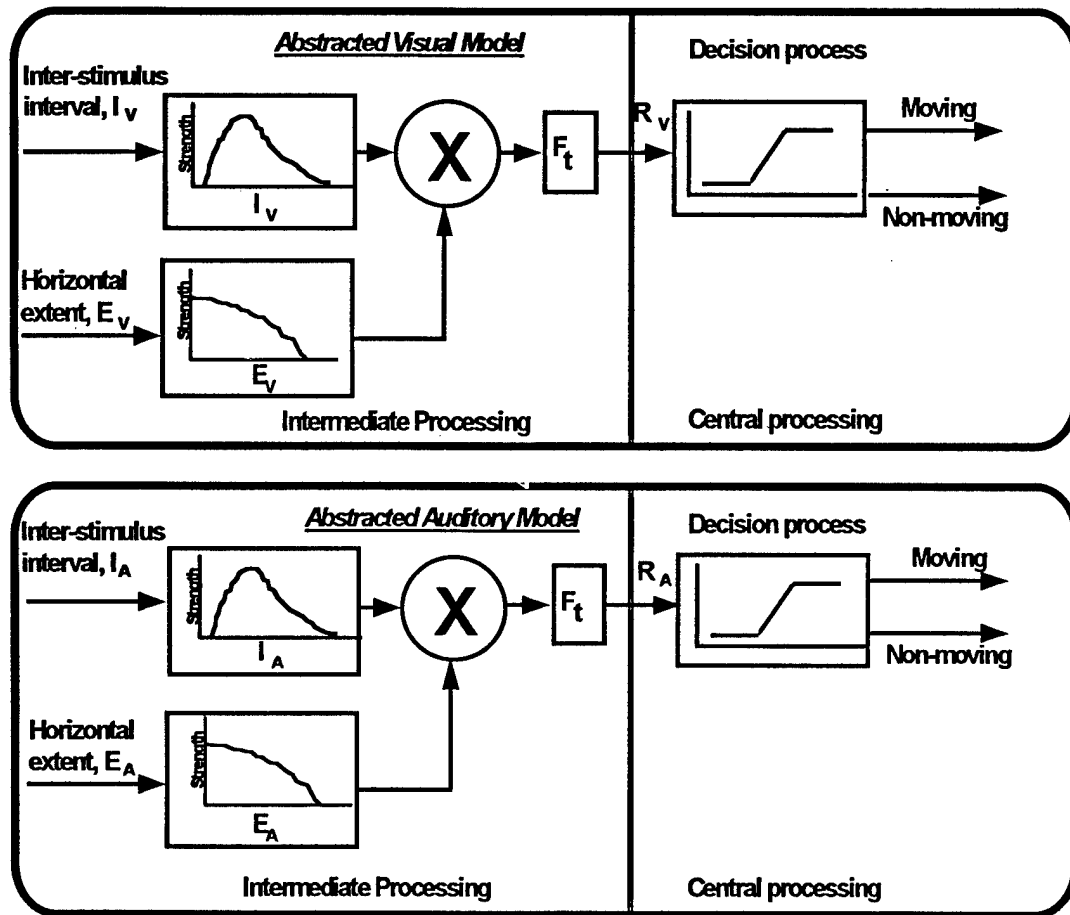 Abstracted Visual Model
Decision process
Inter-stimulus
interval, I V
Strength
I V
X
F t
R V
Moving
Non-moving
Horizontal
extent, E V
Strength
E V
Intermediate Processing
Central processing
Abstracted Auditory Model
Decision process
Inter-stimulus
interval, I A
Strength
I A
X
F t
R A
Moving
Non-moving
Horizontal
extent, E A
Strength
E A
Intermediate Processing
Central processing